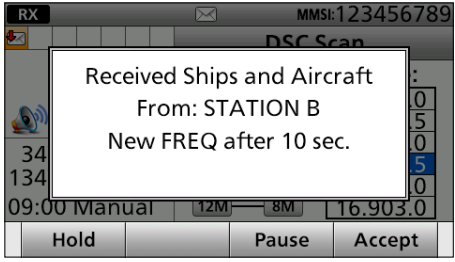 RX MMSI:123456789
DSC Scan
Received Ships and Aircraft
From: STATION B
New FREQ after 10 sec.
34
134
09:00 Manual 12M 8M 16.903.0
Hold Pause Accept